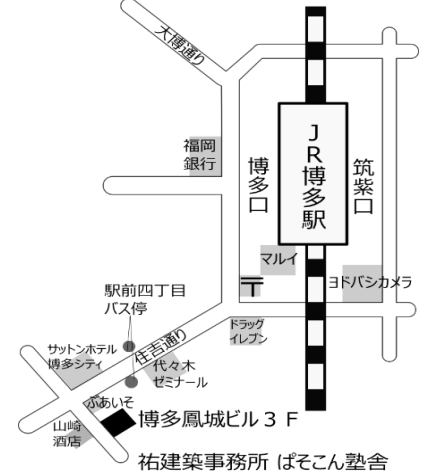 大博通り
福岡
銀行
JR博多駅
博多口
筑紫口
マルイ
〒
ヨドバシカメラ
駅前四丁目
バス停
住吉通り
ドラッグ
イレブン
サットンホテル
博多シティ
代々木
ゼミナール
ぶあいそ
山崎
酒店
博多鳳城ビル3F
祐建築事務所 ぱそこん塾舎